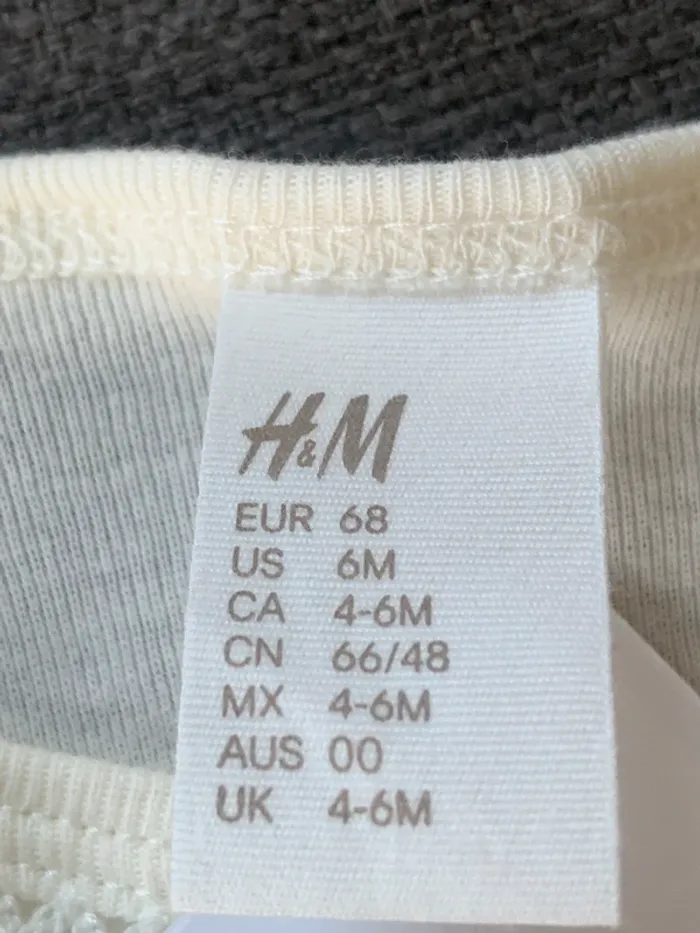 H&M
EUR 68
US 6M
CA 4-6M
CN 66/48
MX 4-6M
AUS 00
UK 4-6M